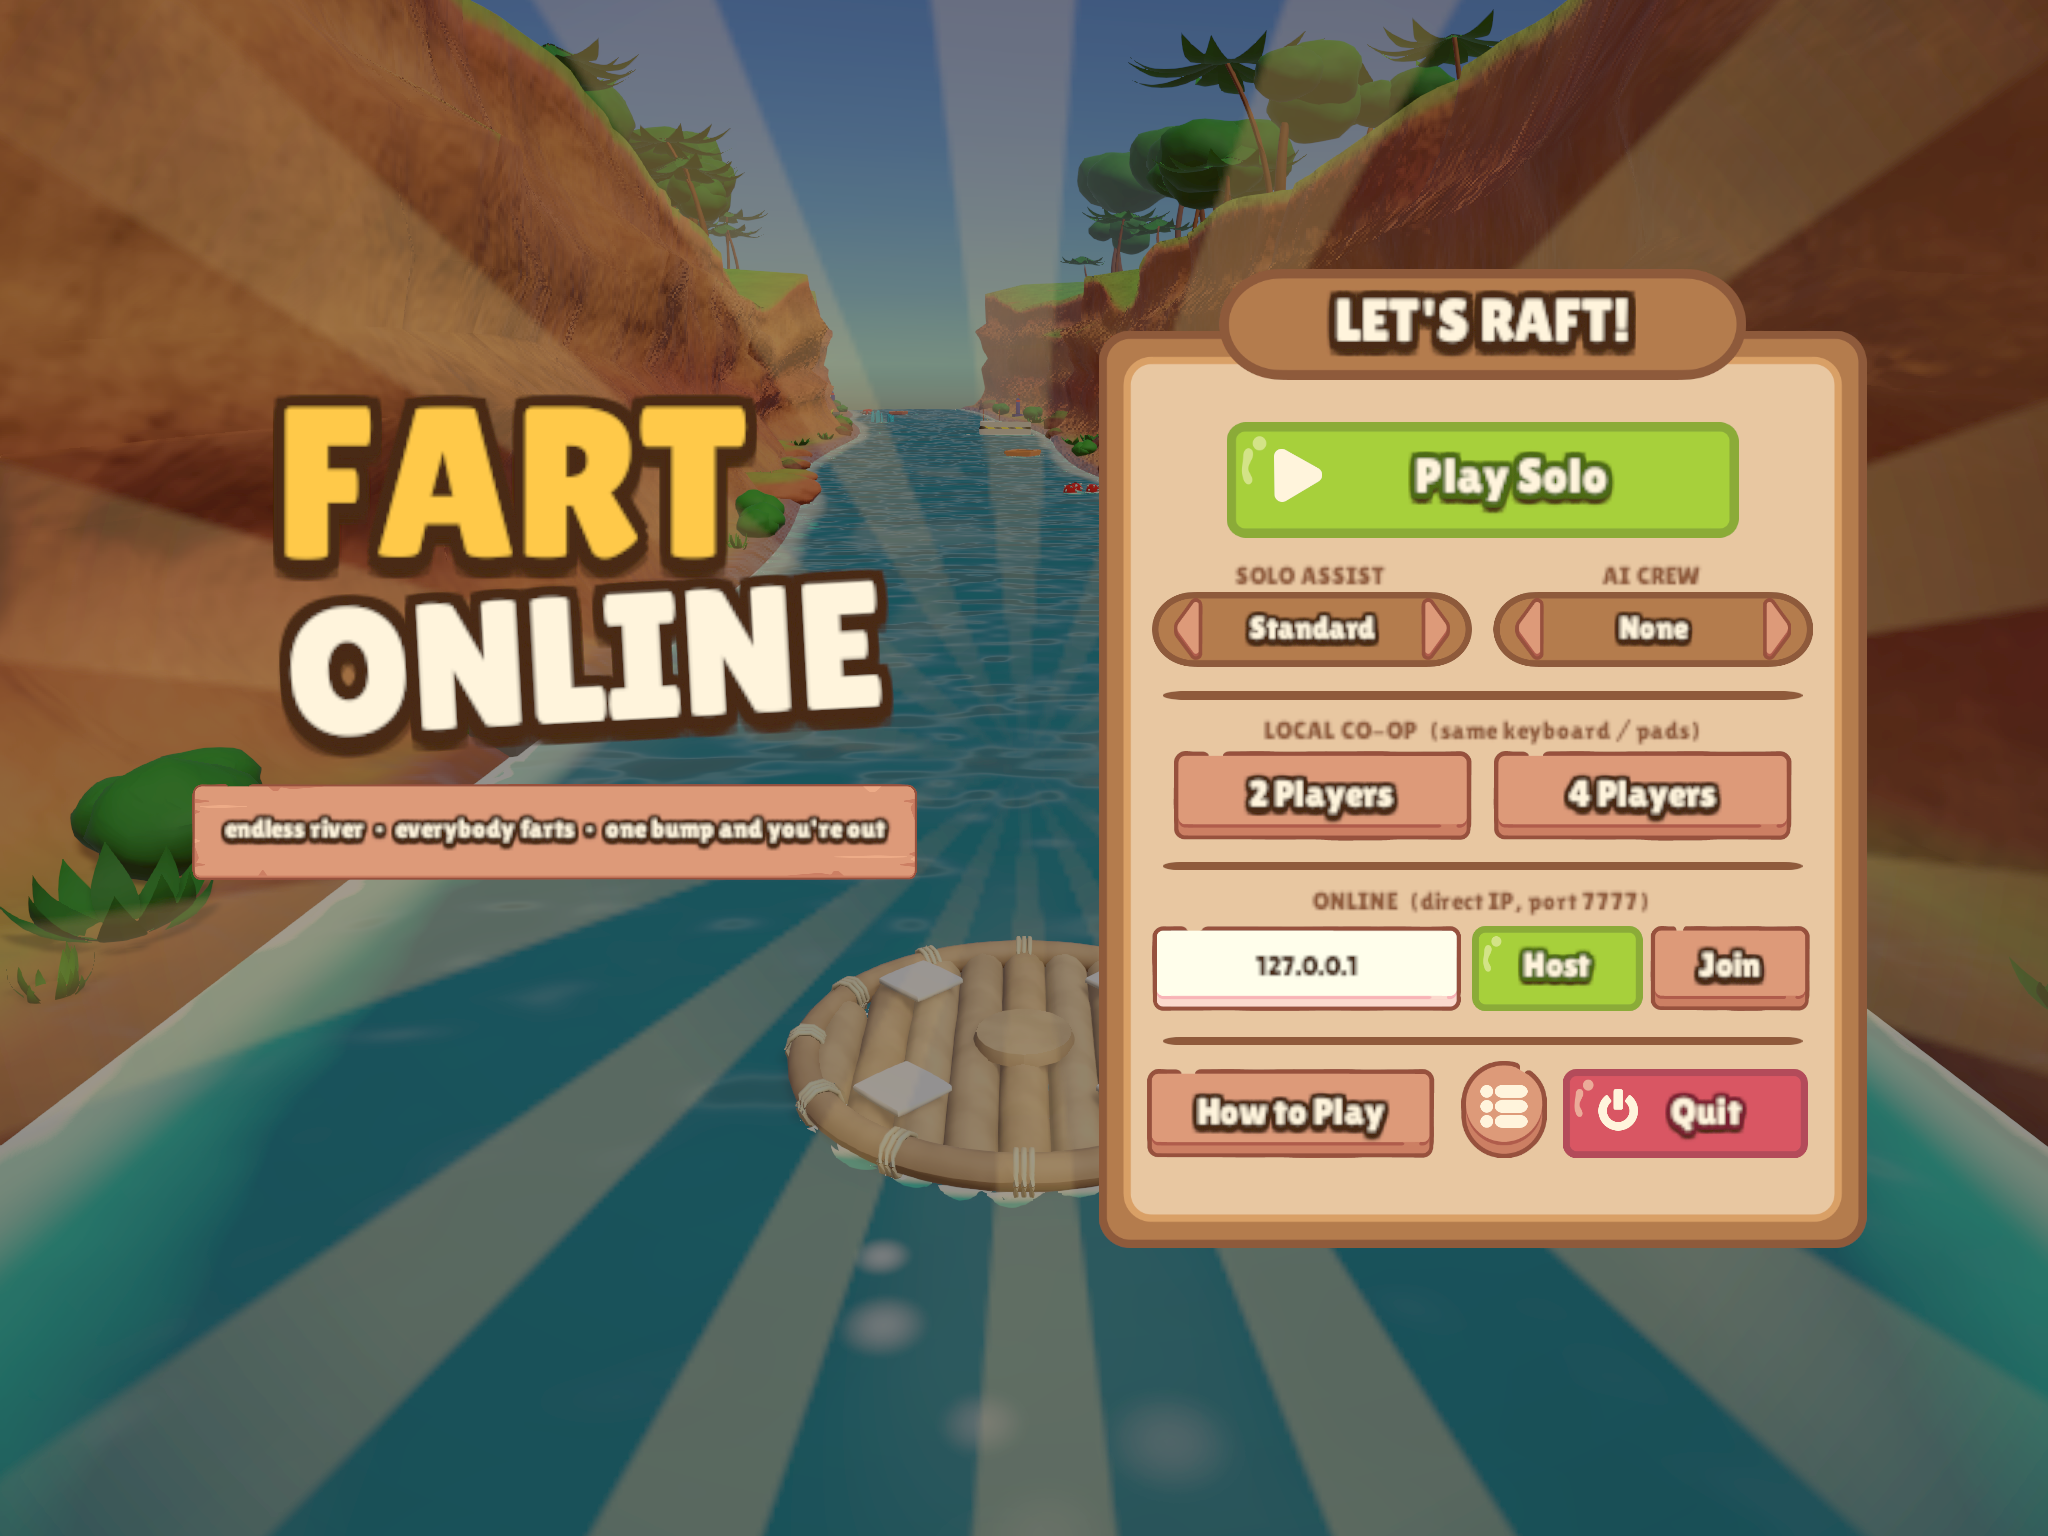 FART
ONLINE
endless river • everybody farts • one bump and you're out
LET'S RAFT!
Play Solo
SOLO ASSIST
AI CREW
Standard
None
LOCAL CO-OP (same keyboard / pads)
2 Players
4 Players
ONLINE (direct IP, port 7777)
127.0.0.1
Host
Join
How to Play
Quit